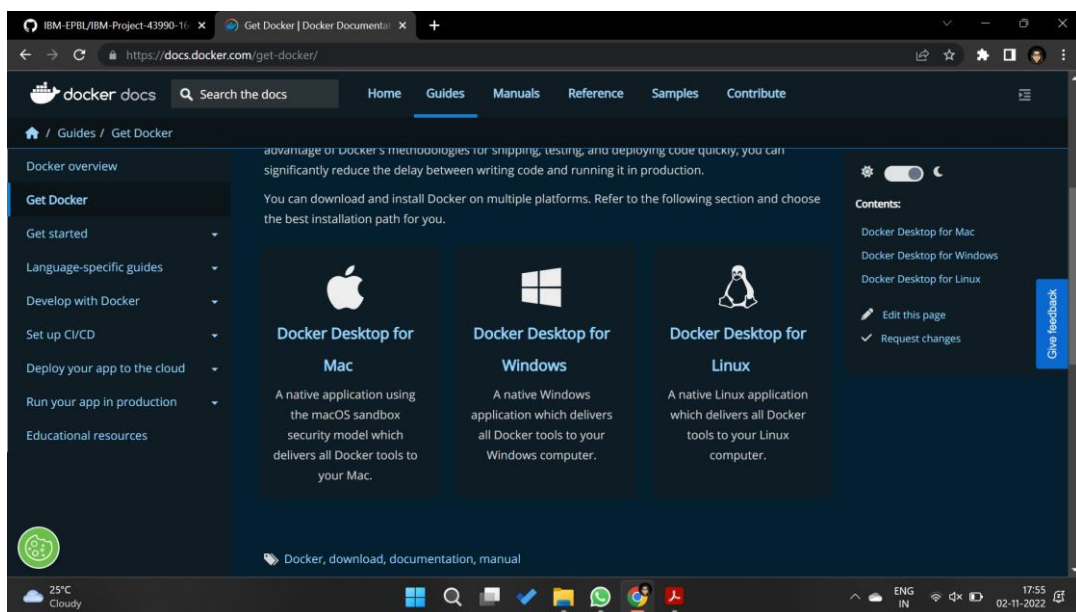 IBM-EPBL/IBM-Project-43990-16
Get Docker | Docker Documentat
https://docs.docker.com/get-docker/
docker docs
Search the docs
Home
Guides
Manuals
Reference
Samples
Contribute
/ Guides / Get Docker
Docker overview
Get Docker
Get started
Language-specific guides
Develop with Docker
Set up CI/CD
Deploy your app to the cloud
Run your app in production
Educational resources
advantage of Docker's methodologies for shipping, testing, and deploying code quickly, you can
significantly reduce the delay between writing code and running it in production.
You can download and install Docker on multiple platforms. Refer to the following section and choose
the best installation path for you.
Docker Desktop for
Mac
A native application using
the macOS sandbox
security model which
delivers all Docker tools to
your Mac.
Docker Desktop for
Windows
A native Windows
application which delivers
all Docker tools to your
Windows computer.
Docker Desktop for
Linux
A native Linux application
which delivers all Docker
tools to your Linux
computer.
Docker, download, documentation, manual
Contents:
Docker Desktop for Mac
Docker Desktop for Windows
Docker Desktop for Linux
Edit this page
Request changes
Give feedback
25°C
Cloudy
ENG
IN
17:55
02-11-2022